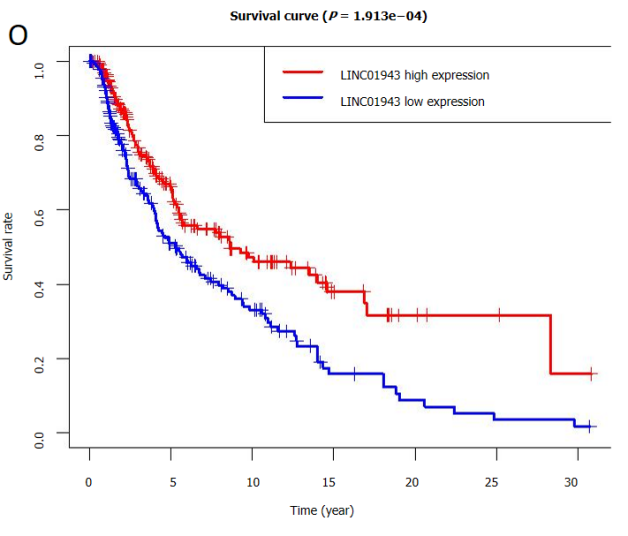 Survival curve (P = 1.913e−04)
O
LINC01943 high expression
LINC01943 low expression
Survival rate
1.0
0.8
0.6
0.4
0.2
0.0
0 5 10 15 20 25 30
Time (year)